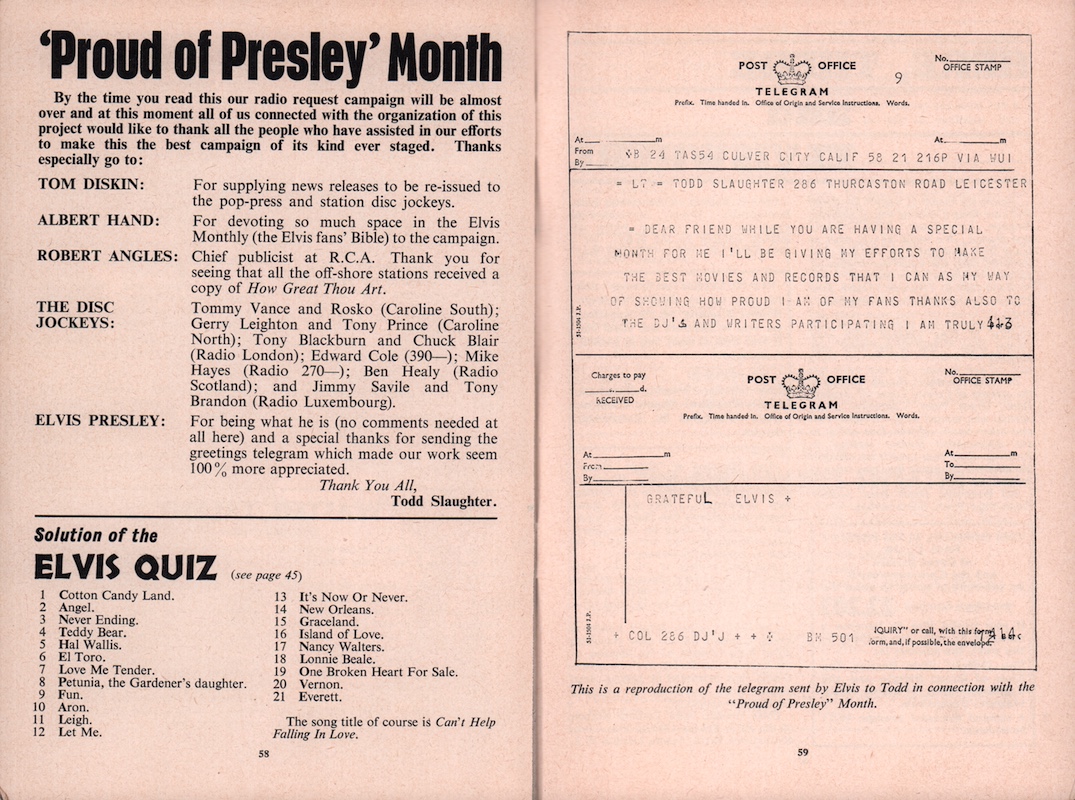 ‘Proud of Presley’ Month
By the time you read this our radio request campaign will be almost
over and at this moment all of us connected with the organization of this
project would like to thank all the people who have assisted in our efforts
to make this the best campaign of its kind ever staged. Thanks
especially go to:
TOM DISKIN: For supplying news releases to be re-issued to
the pop-press and station disc jockeys.
ALBERT HAND: For devoting so much space in the Elvis
Monthly (the Elvis fans’ Bible) to the campaign.
ROBERT ANGLES: Chief publicist at R.C.A. Thank you for
seeing that all the off-shore stations received a
copy of How Great Thou Art.
THE DISC Tommy Vance and Rosko (Caroline South);
JOCKEYS: Gerry Leighton and Tony Prince (Caroline
North); Tony Blackburn and Chuck Blair
(Radio London); Edward Cole (390—); Mike
Hayes (Radio 270—); Ben Healy (Radio
Scotland); and Jimmy Savile and Tony
Brandon (Radio Luxembourg).
ELVIS PRESLEY: For being what he is (no comments needed at
all here) and a special thanks for sending the
greetings telegram which made our work seem
100% more appreciated.
Thank You All,
Todd Slaughter.
Solution of the
ELVIS QUIZ (see page 45)
1 Cotton Candy Land.
2 Angel.
3 Never Ending.
4 Teddy Bear.
5 Hal Wallis.
6 El Toro.
7 Love Me Tender.
8 Petunia, the Gardener’s daughter.
9 Fun.
10 Aron.
11 Leigh.
12 Let Me.
13 It’s Now Or Never.
14 New Orleans.
15 Graceland.
16 Island of Love.
17 Nancy Walters.
18 Lonnie Beale.
19 One Broken Heart For Sale.
20 Vernon.
21 Everett.
The song title of course is Can’t Help
Falling In Love.
58
POST OFFICE
TELEGRAM
9
No.
OFFICE STAMP
Prefix. Time handed in. Office of Origin and Service Instructions. Words.
At m
From
By
At m
B 24 TAS54 CULVER CITY CALIF 58 21 216P VIA WUI
= LT = TODD SLAUGHTER 286 THURCASTON ROAD LEICESTER
= DEAR FRIEND WHILE YOU ARE HAVING A SPECIAL
MONTH FOR ME I'LL BE GIVING MY EFFORTS TO MAKE
THE BEST MOVIES AND RECORDS THAT I CAN AS MY WAY
OF SHOWING HOW PROUD I AM OF MY FANS THANKS ALSO TO
THE DJ'S AND WRITERS PARTICIPATING I AM TRULY
Charges to pay
d.
RECEIVED
POST OFFICE
TELEGRAM
No.
OFFICE STAMP
Prefix. Time handed in. Office of Origin and Service Instructions. Words.
At m
From
By
At m
To
By
GRATEFUL ELVIS +
+ COL 286 DJ'J + + +
BM 501
IQUIRY” or call, with this form
orm, and, if possible, the envelope.
This is a reproduction of the telegram sent by Elvis to Todd in connection with the
“Proud of Presley” Month.
59